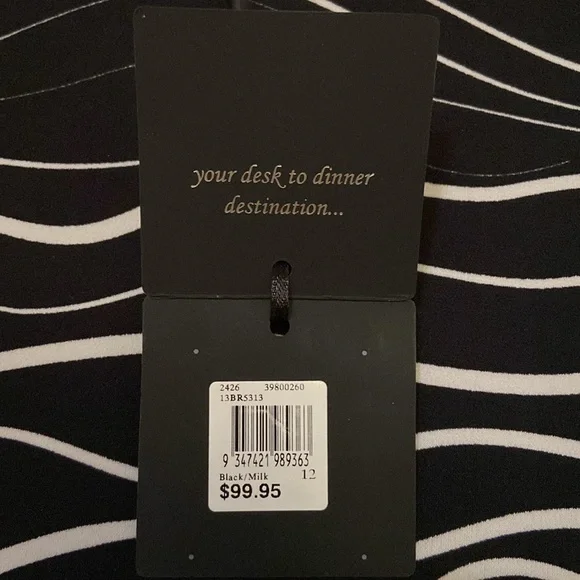 your desk to dinner
destination...
2426 39800260
13BR5313
9 347421 989363
Black/Milk 12
$99.95